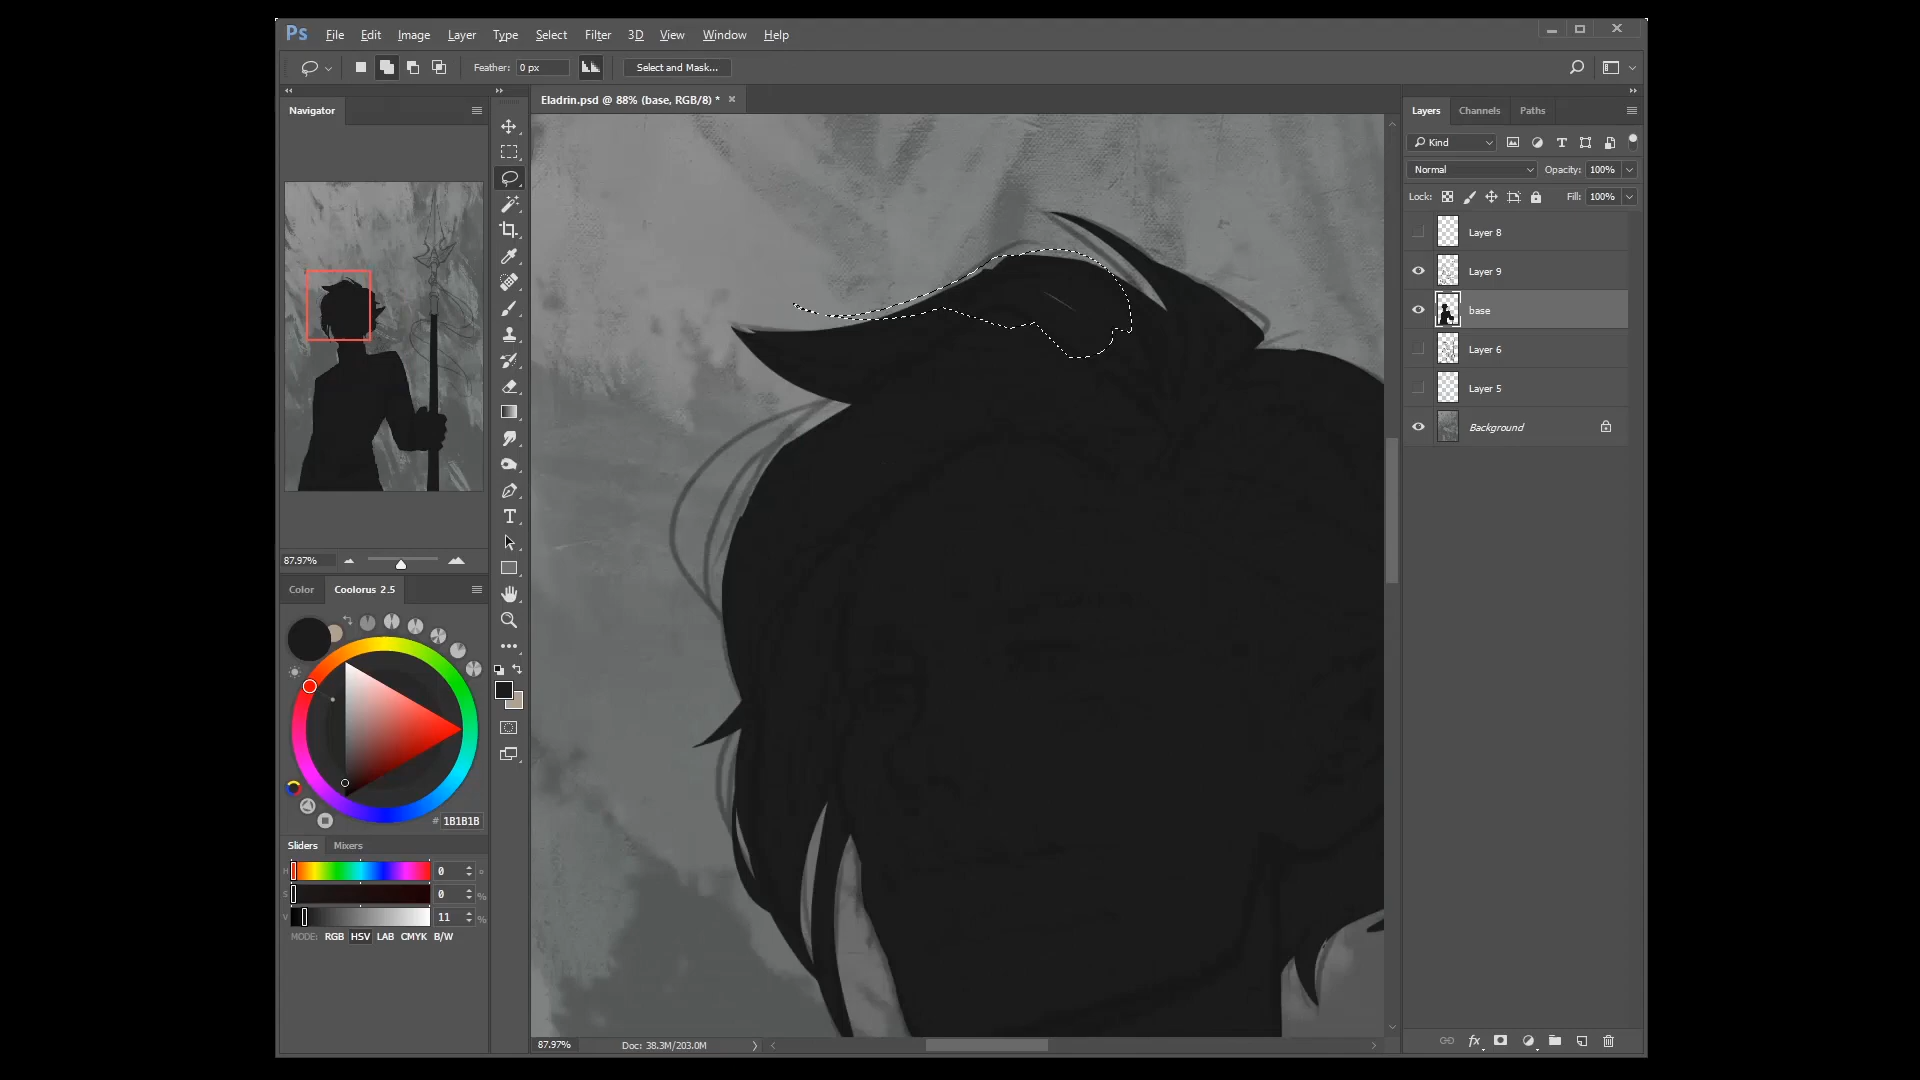 Ps File Edit Image Layer Type Select Filter 3D View Window Help
Feather: 0 px Select and Mask...
Navigator
Eladrin.psd @ 88% (base, RGB/8) *
Layers Channels Paths
Kind
Normal Opacity: 100%
Lock: Fill: 100%
Layer 8
Layer 9
base
Layer 6
Layer 5
Background
87.97%
Color Coolorus 2.5
# 1B1B1B
Sliders Mixers
H 0 °
S 0 %
V 11 %
MODE: RGB HSV LAB CMYK B/W
87.97% Doc: 38.3M/203.0M